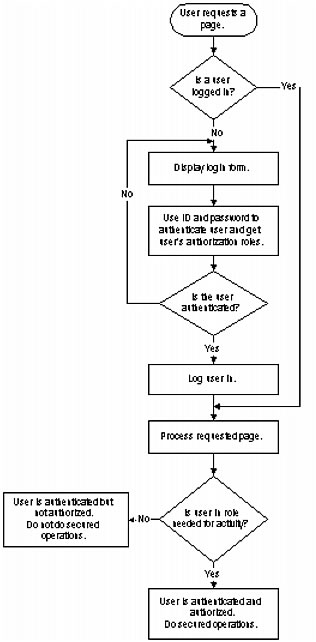 User requests a
page.
Is a user
logged in?
Yes
No
Display login form.
No
Use ID and password to
authenticate user and get
user's authorization roles.
Is the user
authenticated?
Yes
Log user in.
Process requested page.
User is authenticated but
not authorized.
Do not do secured
operations.
No
Is user in role
needed for activity?
Yes
User is authenticated and
authorized.
Do secured operations.